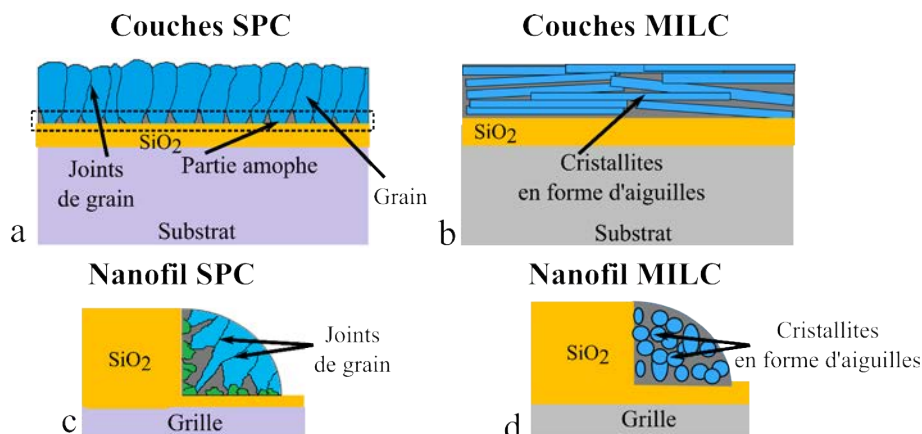 Couches SPC
Couches MILC
SiO2
SiO2
Joints
de grain
Partie amophe
Grain
Cristallites
en forme d'aiguilles
a
Substrat
b
Substrat
Nanofil SPC
Nanofil MILC
SiO2
Joints
de grain
SiO2
Cristallites
en forme d'aiguilles
c
Grille
d
Grille